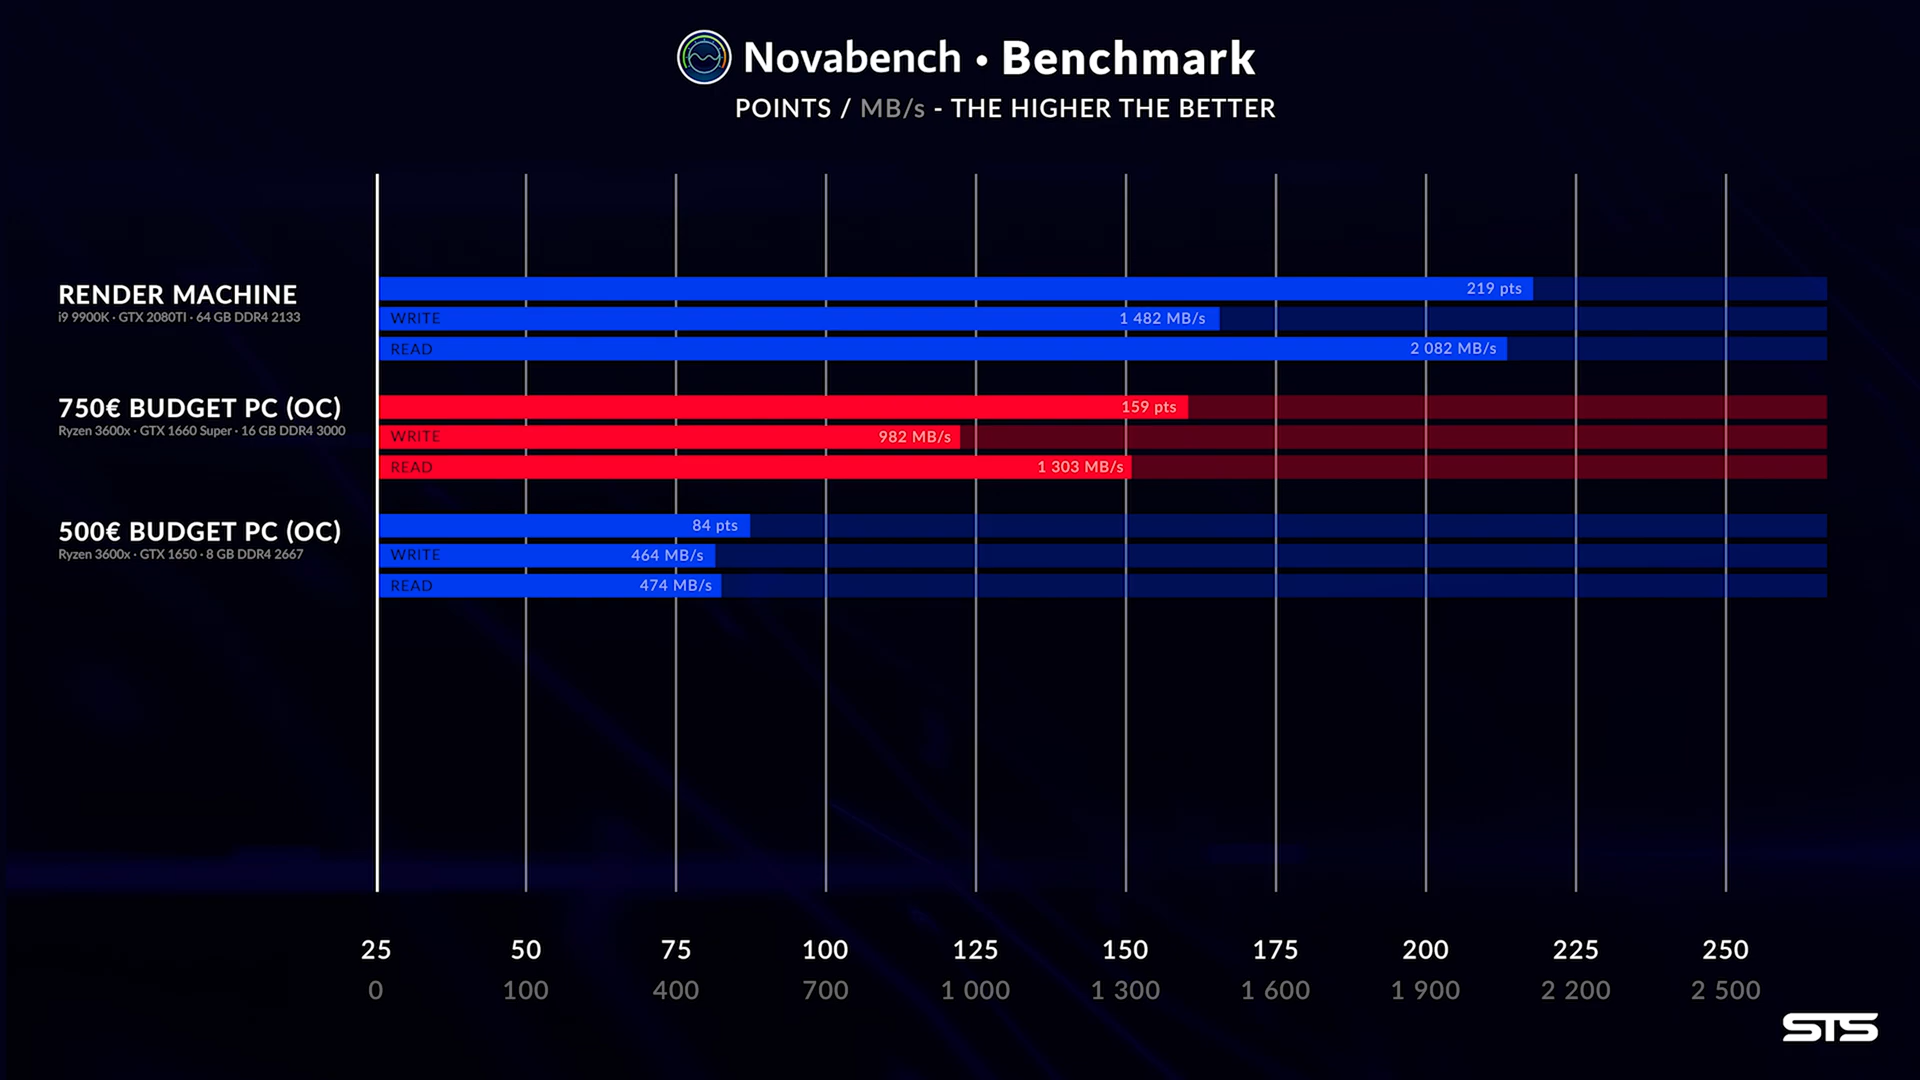 Novabench • Benchmark
POINTS / MB/s - THE HIGHER THE BETTER
RENDER MACHINE
i9 9900K · GTX 2080TI · 64 GB DDR4 2133
219 pts
WRITE 1 482 MB/s
READ 2 082 MB/s
750€ BUDGET PC (OC)
Ryzen 3600x · GTX 1660 Super · 16 GB DDR4 3000
159 pts
WRITE 982 MB/s
READ 1 303 MB/s
500€ BUDGET PC (OC)
Ryzen 3600x · GTX 1650 · 8 GB DDR4 2667
84 pts
WRITE 464 MB/s
READ 474 MB/s
25 50 75 100 125 150 175 200 225 250
0 100 400 700 1 000 1 300 1 600 1 900 2 200 2 500
STS